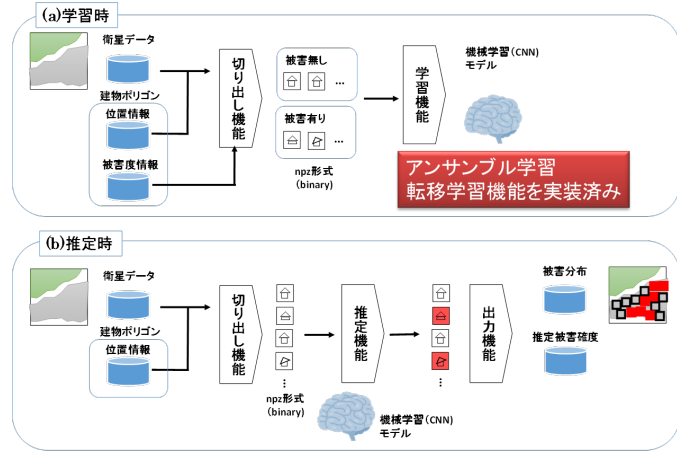 (a)学習時
衛星データ
建物ポリゴン
位置情報
被害度情報
切り出し機能
被害無し
…
被害有り
…
npz形式
(binary)
学習機能
機械学習(CNN)
モデル
アンサンブル学習
転移学習機能を実装済み
(b)推定時
衛星データ
建物ポリゴン
位置情報
切り出し機能
…
npz形式
(binary)
推定機能
機械学習(CNN)
モデル
…
出力機能
被害分布
推定被害確度